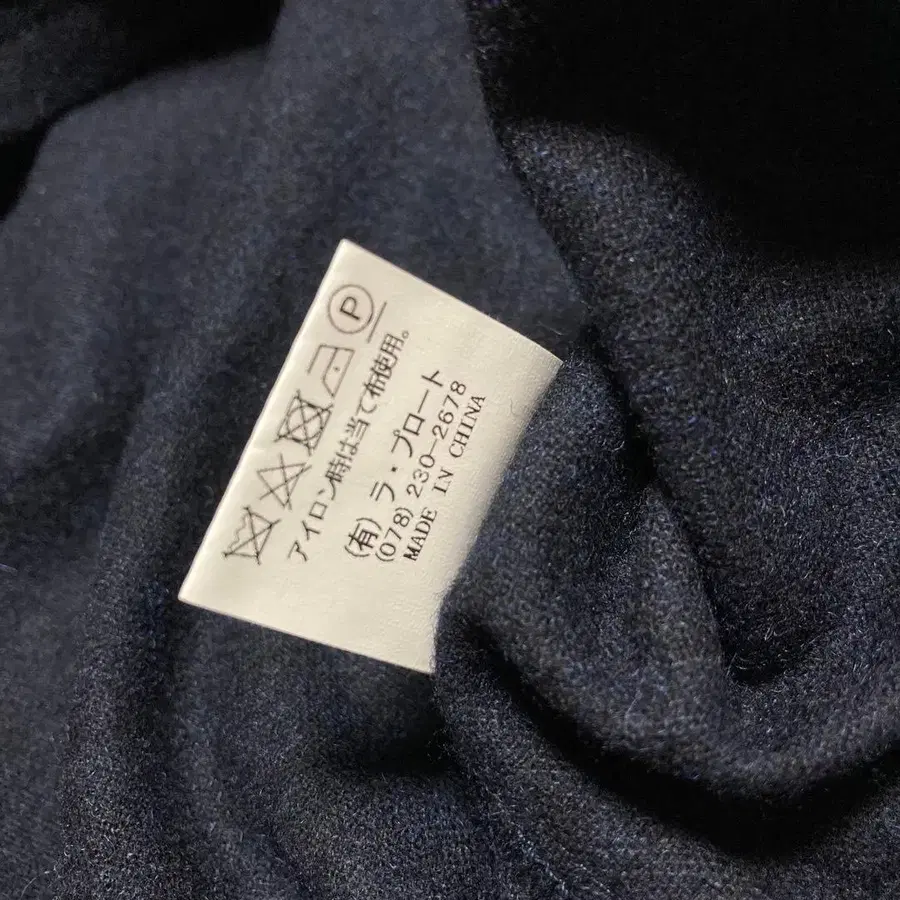 P
アイロン時は当て布使用。
(有) ラ・プロート
(078) 230-2678
MADE IN CHINA